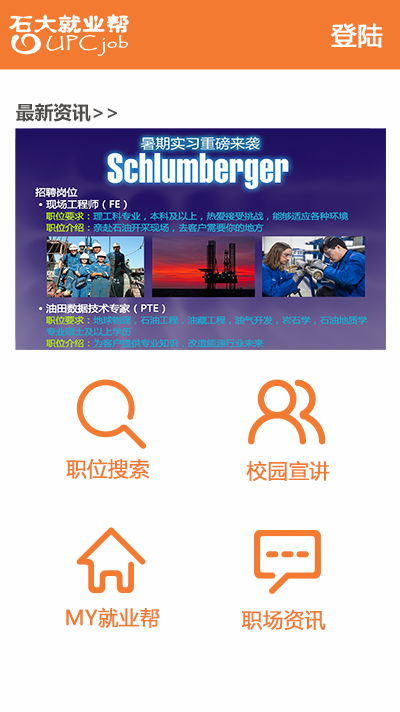 石大就业帮
UPCjob
登陆
最新资讯>>
暑期实习重磅来袭
Schlumberger
招聘岗位
• 现场工程师（FE）
职位要求：理工科专业，本科及以上，热爱接受挑战，能够适应各种环境
职位介绍：亲赴石油开采现场，去客户需要你的地方
• 油田数据技术专家（PTE）
职位要求：地球物理，石油工程，油藏工程，油气开发，岩石学，石油地质学
专业硕士及以上学历
职位介绍：为客户提供专业知识，改造能源行业未来
职位搜索
校园宣讲
MY就业帮
职场资讯